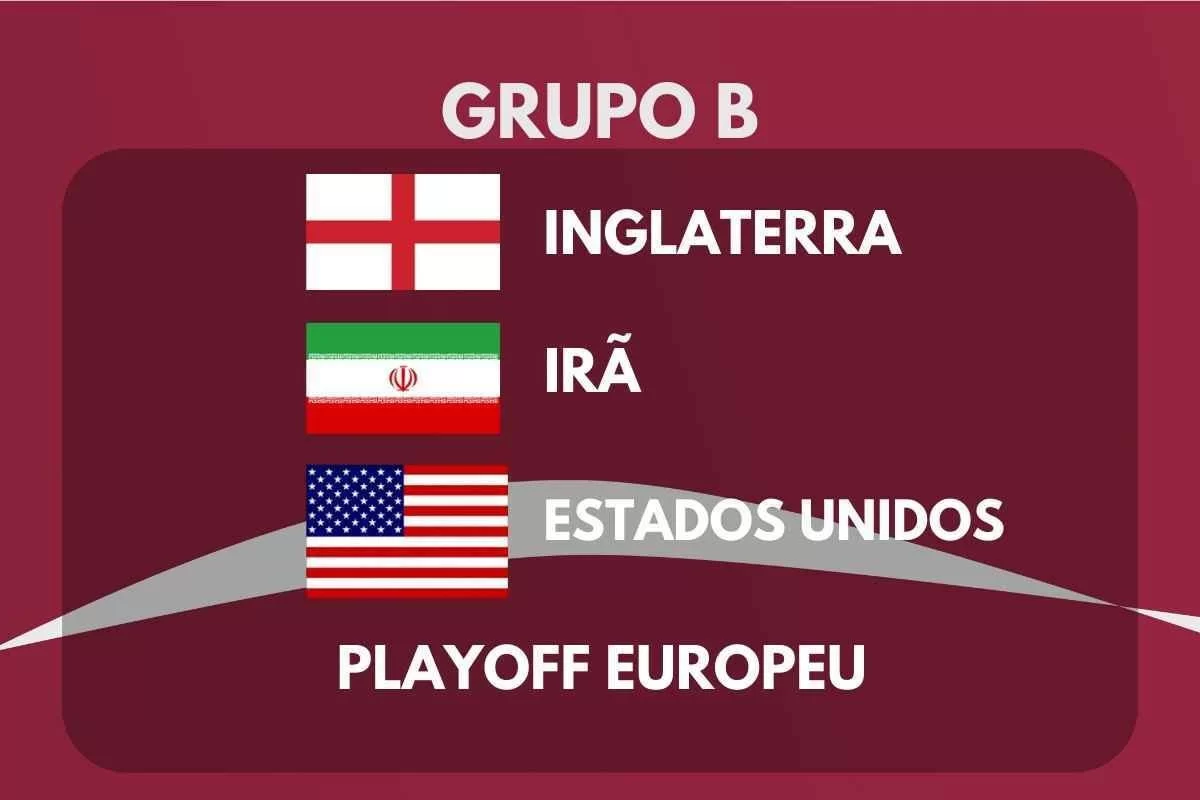 GRUPO B
INGLATERRA
IRÃ
ESTADOS UNIDOS
PLAYOFF EUROPEU